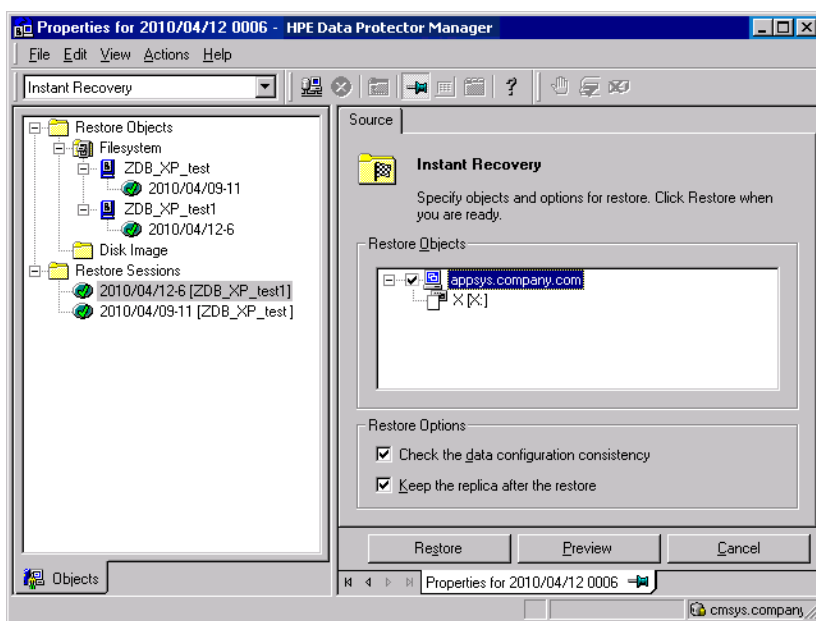 Properties for 2010/04/12 0006 - HPE Data Protector Manager
File Edit View Actions Help
Instant Recovery
Restore Objects
Filesystem
ZDB_XP_test
2010/04/09-11
ZDB_XP_test1
2010/04/12-6
Disk Image
Restore Sessions
2010/04/12-6 [ZDB_XP_test1]
2010/04/09-11 [ZDB_XP_test]
Objects
Source
Instant Recovery
Specify objects and options for restore. Click Restore when
you are ready.
Restore Objects
appsys.company.com
X [X:]
Restore Options
Check the data configuration consistency
Keep the replica after the restore
Restore Preview Cancel
Properties for 2010/04/12 0006
cmsys.company